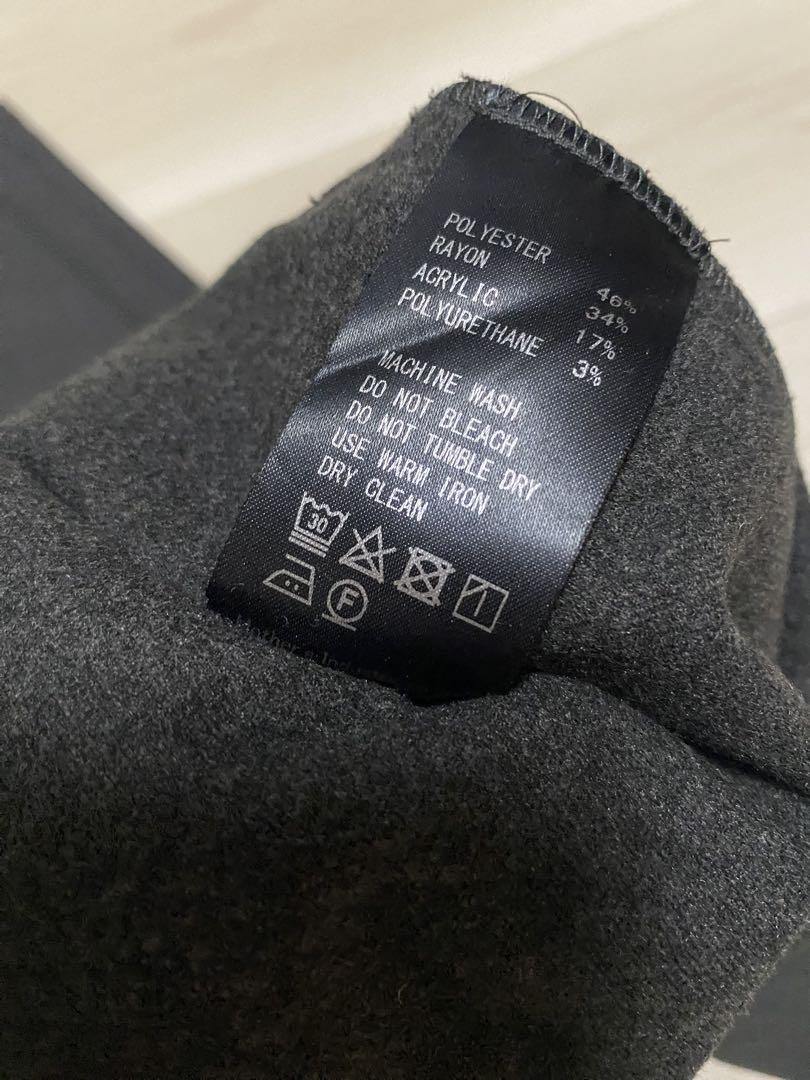 POLYESTER 46%
RAYON 34%
ACRYLIC 17%
POLYURETHANE 3%
MACHINE WASH
DO NOT BLEACH
DO NOT TUMBLE DRY
USE WARM IRON
DRY CLEAN
30
F